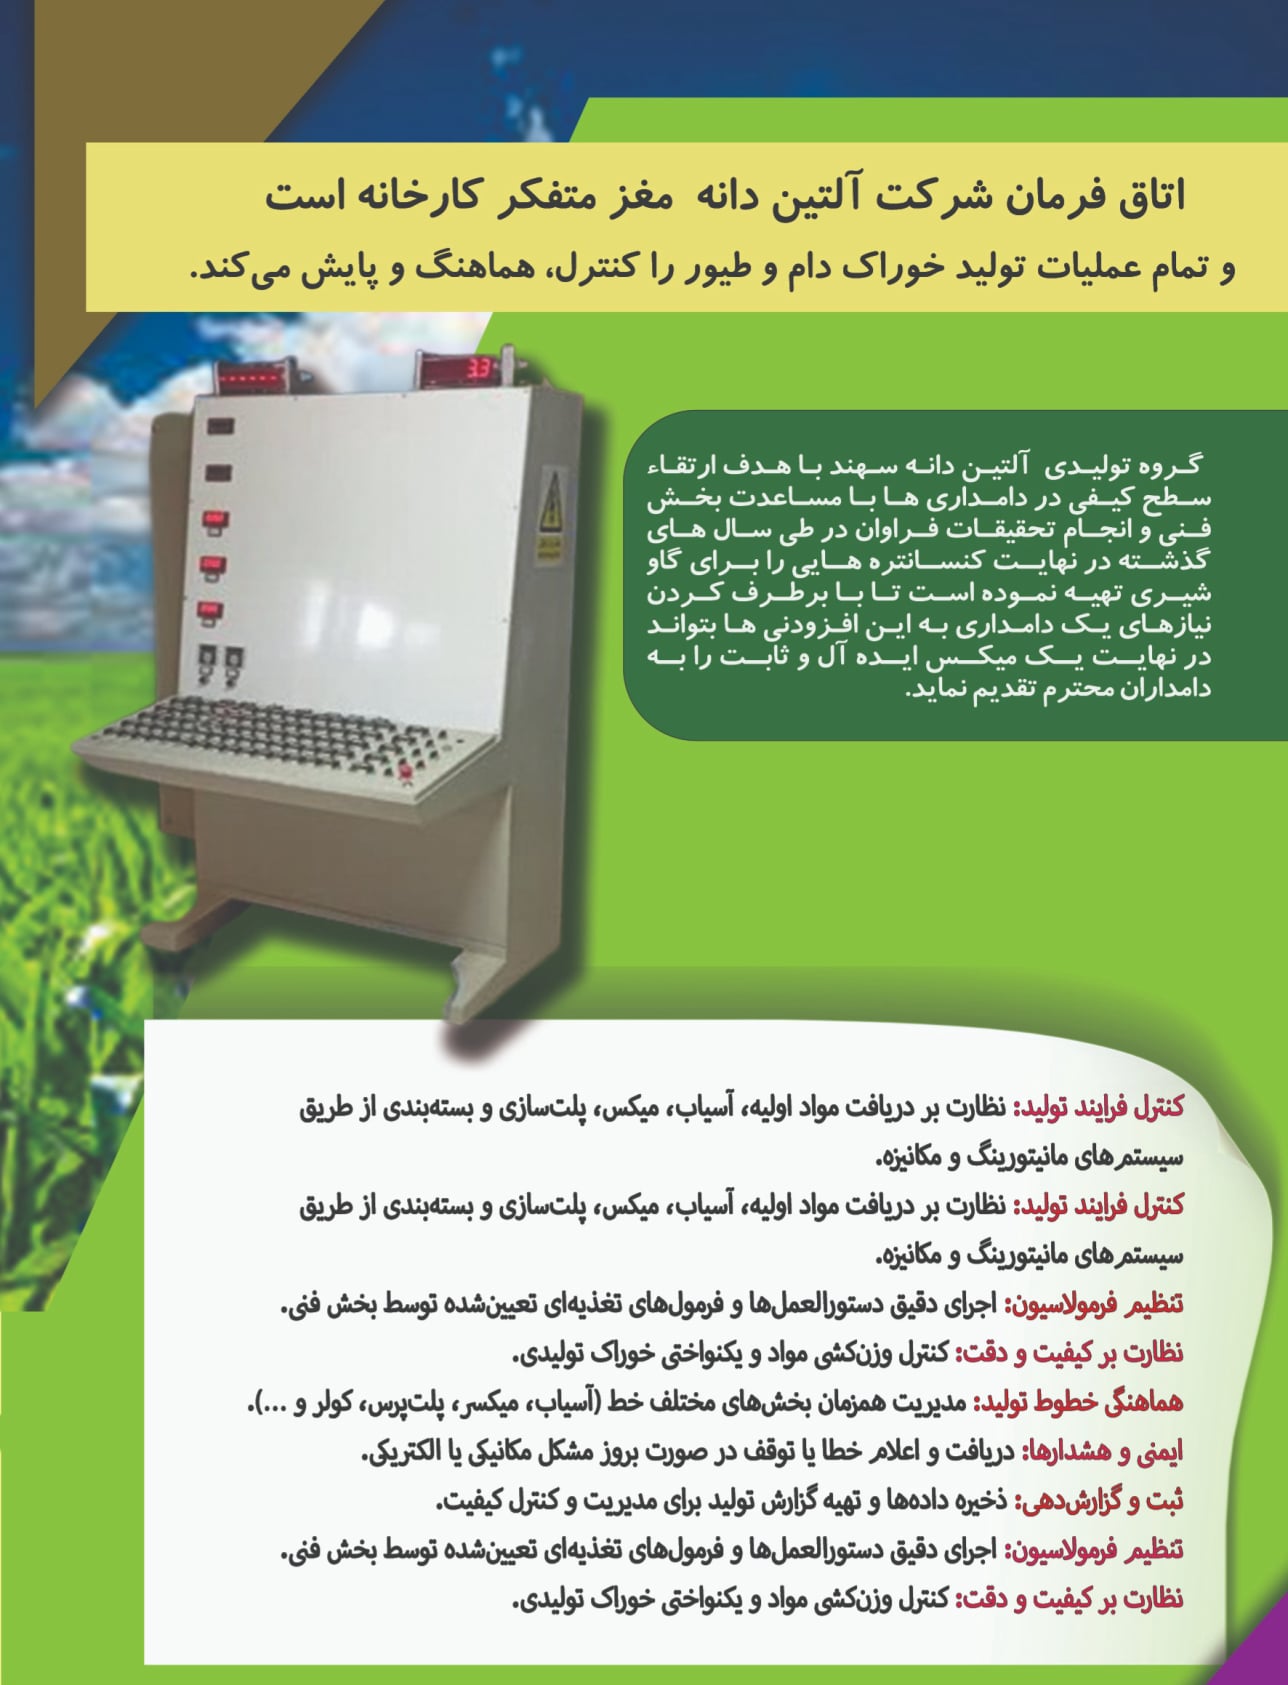 اتاق فرمان شرکت آلتین دانه مغز متفکر کارخانه است
و تمام عملیات تولید خوراک دام و طیور را کنترل، هماهنگ و پایش می‌کند.
3.3
گروه تولیدی آلتین دانه سهند با هدف ارتقاء
سطح کیفی در دامداری ها با مساعدت بخش
فنی و انجام تحقیقات فراوان در طی سال های
گذشته در نهایت کنسانتره هایی را برای گاو
شیری تهیه نموده است تا با برطرف کردن
نیازهای یک دامداری به این افزودنی ها بتواند
در نهایت یک میکس ایده آل و ثابت را به
دامداران محترم تقدیم نماید.
کنترل فرایند تولید: نظارت بر دریافت مواد اولیه، آسیاب، میکس، پلت‌سازی و بسته‌بندی از طریق
سیستم‌های مانیتورینگ و مکانیزه.
کنترل فرایند تولید: نظارت بر دریافت مواد اولیه، آسیاب، میکس، پلت‌سازی و بسته‌بندی از طریق
سیستم‌های مانیتورینگ و مکانیزه.
تنظیم فرمولاسیون: اجرای دقیق دستورالعمل‌ها و فرمول‌های تغذیه‌ای تعیین‌شده توسط بخش فنی.
نظارت بر کیفیت و دقت: کنترل وزن‌کشی مواد و یکنواختی خوراک تولیدی.
هماهنگی خطوط تولید: مدیریت همزمان بخش‌های مختلف خط (آسیاب، میکسر، پلت‌پرس، کولر و ...).
ایمنی و هشدارها: دریافت و اعلام خطا یا توقف در صورت بروز مشکل مکانیکی یا الکتریکی.
ثبت و گزارش‌دهی: ذخیره داده‌ها و تهیه گزارش تولید برای مدیریت و کنترل کیفیت.
تنظیم فرمولاسیون: اجرای دقیق دستورالعمل‌ها و فرمول‌های تغذیه‌ای تعیین‌شده توسط بخش فنی.
نظارت بر کیفیت و دقت: کنترل وزن‌کشی مواد و یکنواختی خوراک تولیدی.